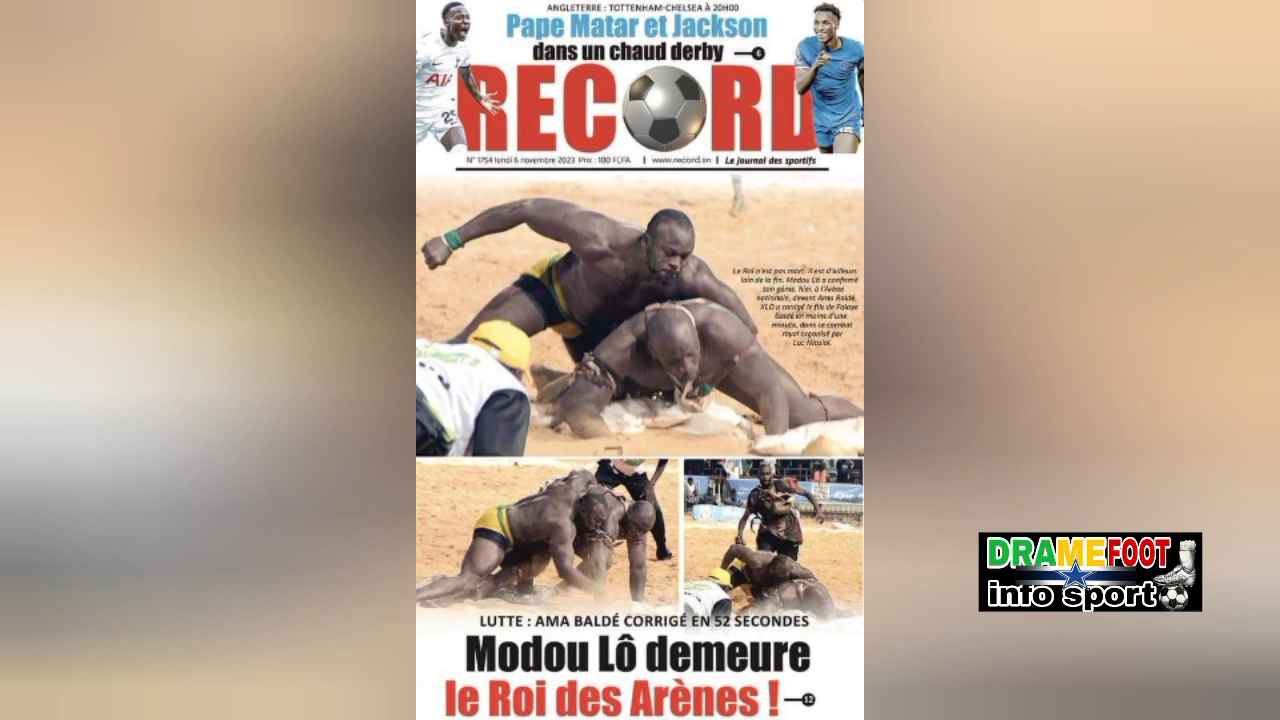 ANGLETERRE : TOTTENHAM-CHELSEA À 20H00
Pape Matar et Jackson
dans un chaud derby 6
RECORD
N° 1754 lundi 6 novembre 2023 Prix : 100 FCFA | www.record.sn | Le journal des sportifs
Le Roi n'est pas mort. Il est d'ailleurs
loin de la fin. Modou Lô a confirmé
son génie, hier, à l'Arène
nationale, devant Ama Baldé.
XLO a corrigé le fils de Falaye
Baldé en moins d'une
minute, dans ce combat
royal organisé par
Luc Nicolaï.
LUTTE : AMA BALDÉ CORRIGÉ EN 52 SECONDES
Modou Lô demeure
le Roi des Arènes ! 12
DRAMEFOOT
info sport